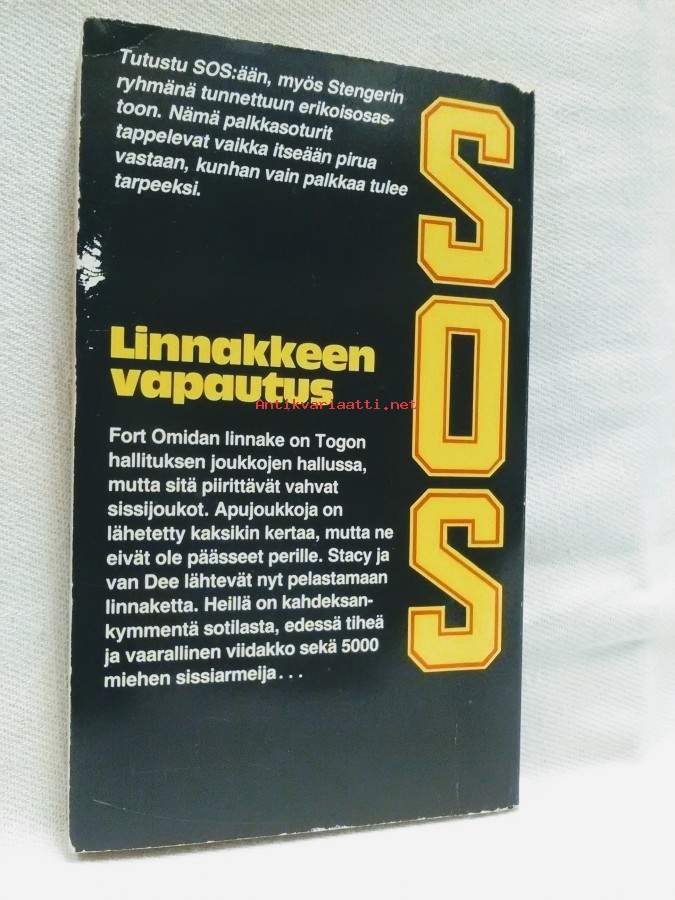 Tutustu SOS:ään, myös Stengerin
ryhmänä tunnettuun erikoisosas-
toon. Nämä palkkasoturit
tappelevat vaikka itseään pirua
vastaan, kunhan vain palkkaa tulee
tarpeeksi.
SOS
Linnakkeen
vapautus
Antikvariaatti.net
Fort Omidan linnake on Togon
hallituksen joukkojen hallussa,
mutta sitä piirittävät vahvat
sissijoukot. Apujoukkoja on
lähetetty kaksikin kertaa, mutta ne
eivät ole päässeet perille. Stacy ja
van Dee lähtevät nyt pelastamaan
linnaketta. Heillä on kahdeksan-
kymmentä sotilasta, edessä tiheä
ja vaarallinen viidakko sekä 5000
miehen sissiarmeija...